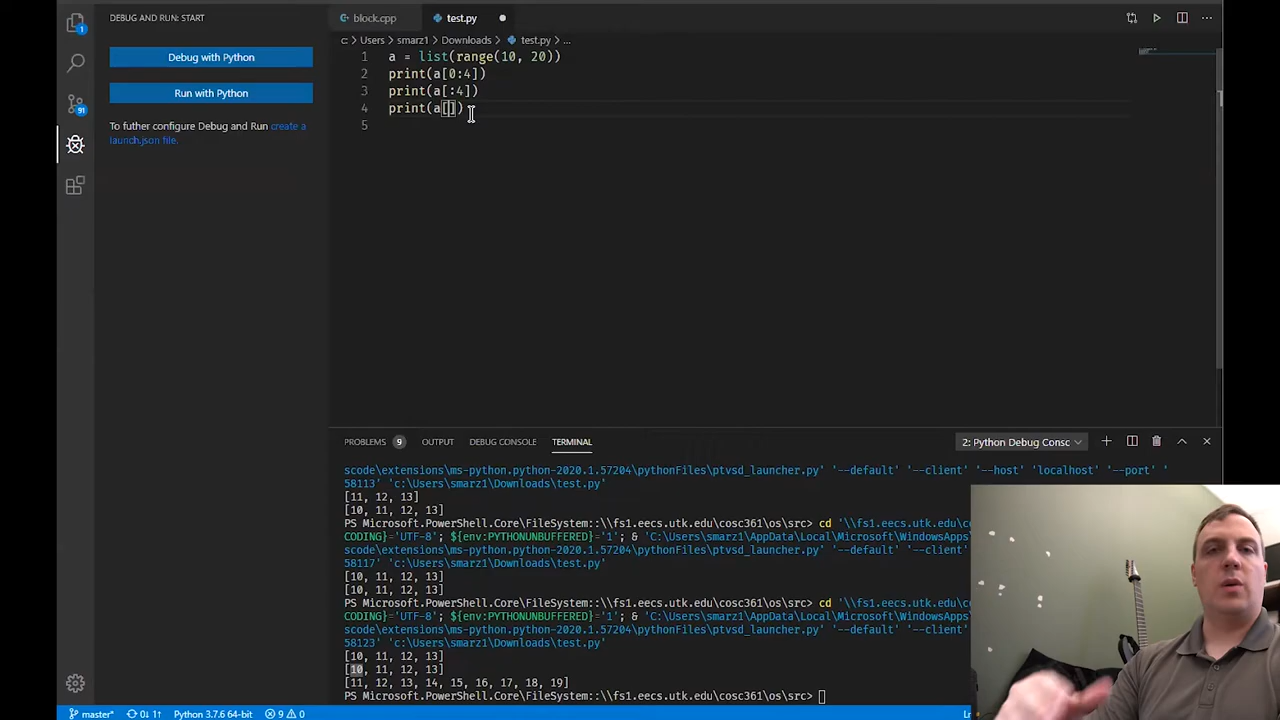 DEBUG AND RUN: START
block.cpp
test.py
Debug with Python
Run with Python
To futher configure Debug and Run create a
launch.json file.
c: > Users > smarz1 > Downloads > test.py > ...
1 a = list(range(10, 20))
2 print(a[0:4])
3 print(a[:4])
4 print(a[])
5
PROBLEMS 9 OUTPUT DEBUG CONSOLE TERMINAL
2: Python Debug Consc
scode\extensions\ms-python.python-2020.1.57204\pythonFiles\ptvsd_launcher.py' '--default' '--client' '--host' 'localhost' '--port' '
58113' 'c:\Users\smarz1\Downloads\test.py'
[11, 12, 13]
[10, 11, 12, 13]
PS Microsoft.PowerShell.Core\FileSystem::\\fs1.eecs.utk.edu\cosc361\os\src> cd '\\fs1.eecs.utk.edu\co
CODING}='UTF-8'; ${env:PYTHONUNBUFFERED}='1'; & 'C:\Users\smarz1\AppData\Local\Microsoft\WindowsApps
scode\extensions\ms-python.python-2020.1.57204\pythonFiles\ptvsd_launcher.py' '--default' '--client'
58117' 'c:\Users\smarz1\Downloads\test.py'
[10, 11, 12, 13]
[10, 11, 12, 13]
PS Microsoft.PowerShell.Core\FileSystem::\\fs1.eecs.utk.edu\cosc361\os\src> cd '\\fs1.eecs.utk.edu\co
CODING}='UTF-8'; ${env:PYTHONUNBUFFERED}='1'; & 'C:\Users\smarz1\AppData\Local\Microsoft\WindowsApps
scode\extensions\ms-python.python-2020.1.57204\pythonFiles\ptvsd_launcher.py' '--default' '--client'
58123' 'c:\Users\smarz1\Downloads\test.py'
[10, 11, 12, 13]
[10, 11, 12, 13]
[11, 12, 13, 14, 15, 16, 17, 18, 19]
PS Microsoft.PowerShell.Core\FileSystem::\\fs1.eecs.utk.edu\cosc361\os\src>
1
91
master* 0↓ 1↑ Python 3.7.6 64-bit 9 0
Ln